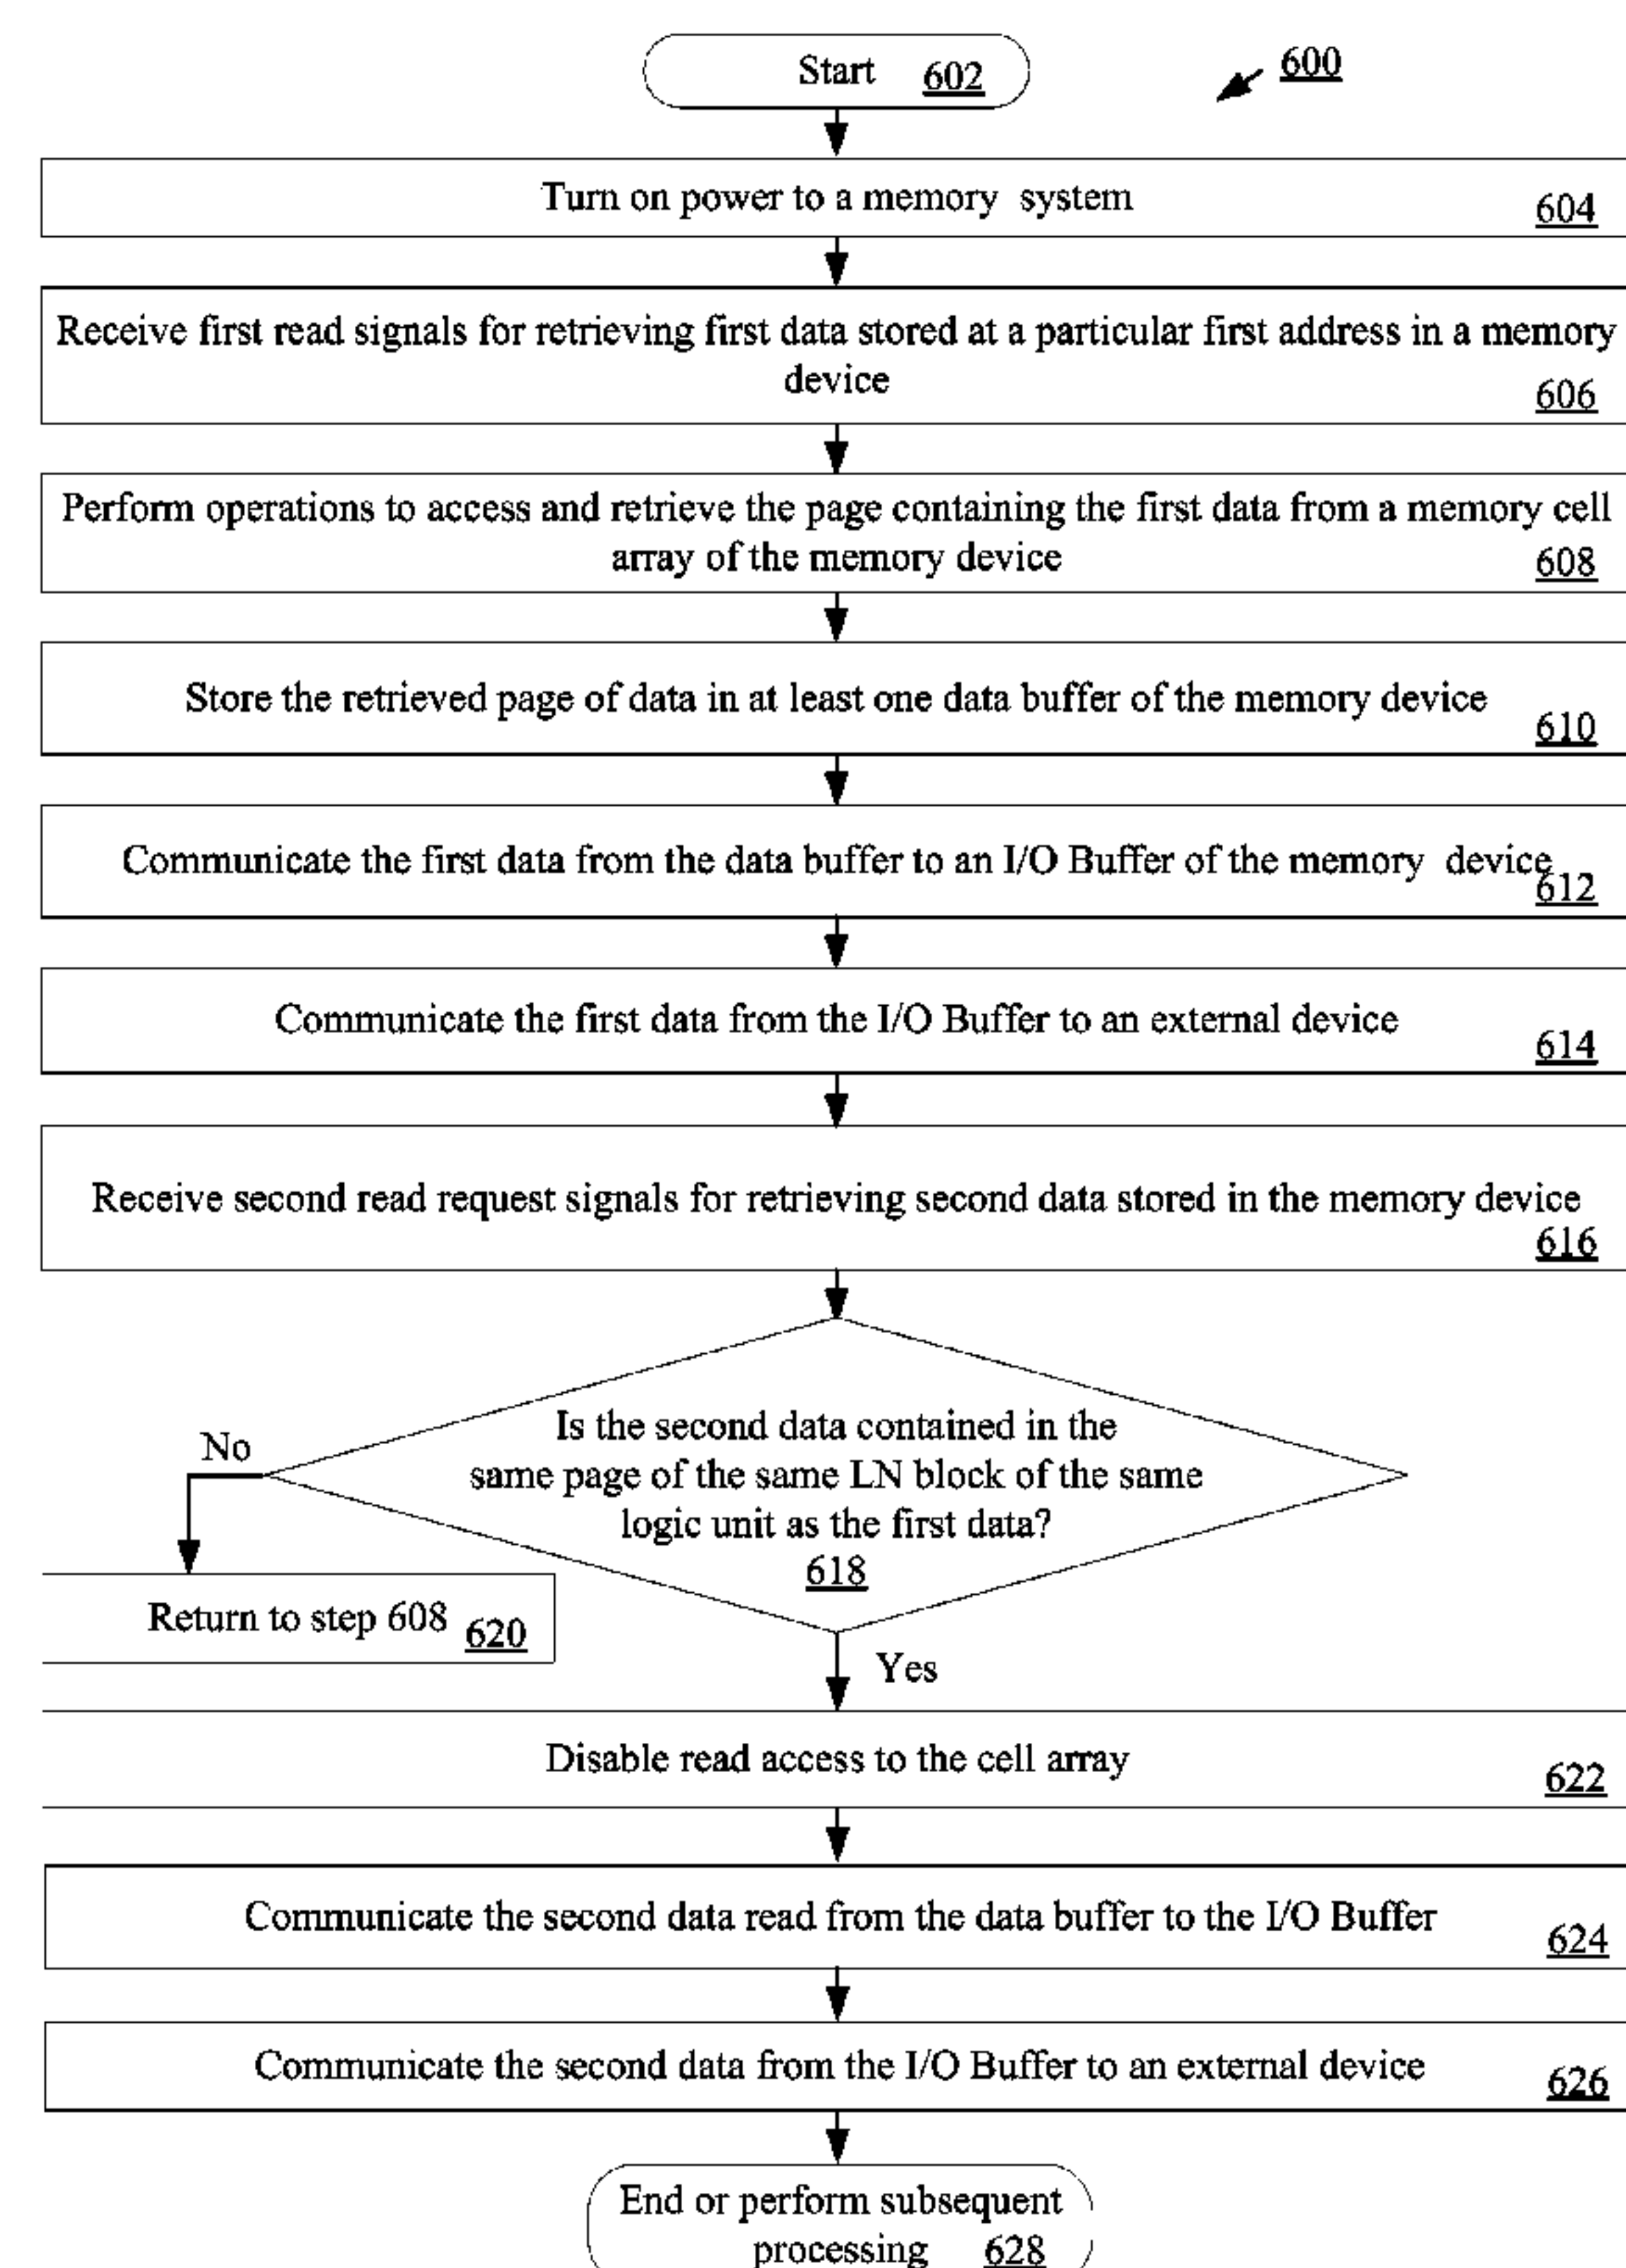 Start 602
600
Turn on power to a memory system
604
Receive first read signals for retrieving first data stored at a particular first address in a memory
device
606
Perform operations to access and retrieve the page containing the first data from a memory cell
array of the memory device
608
Store the retrieved page of data in at least one data buffer of the memory device
610
Communicate the first data from the data buffer to an I/O Buffer of the memory device
612
Communicate the first data from the I/O Buffer to an external device
614
Receive second read request signals for retrieving second data stored in the memory device
616
Is the second data contained in the
same page of the same LN block of the same
logic unit as the first data?
618
No
Return to step 608 620
Yes
Disable read access to the cell array
622
Communicate the second data read from the data buffer to the I/O Buffer
624
Communicate the second data from the I/O Buffer to an external device
626
End or perform subsequent
processing 628